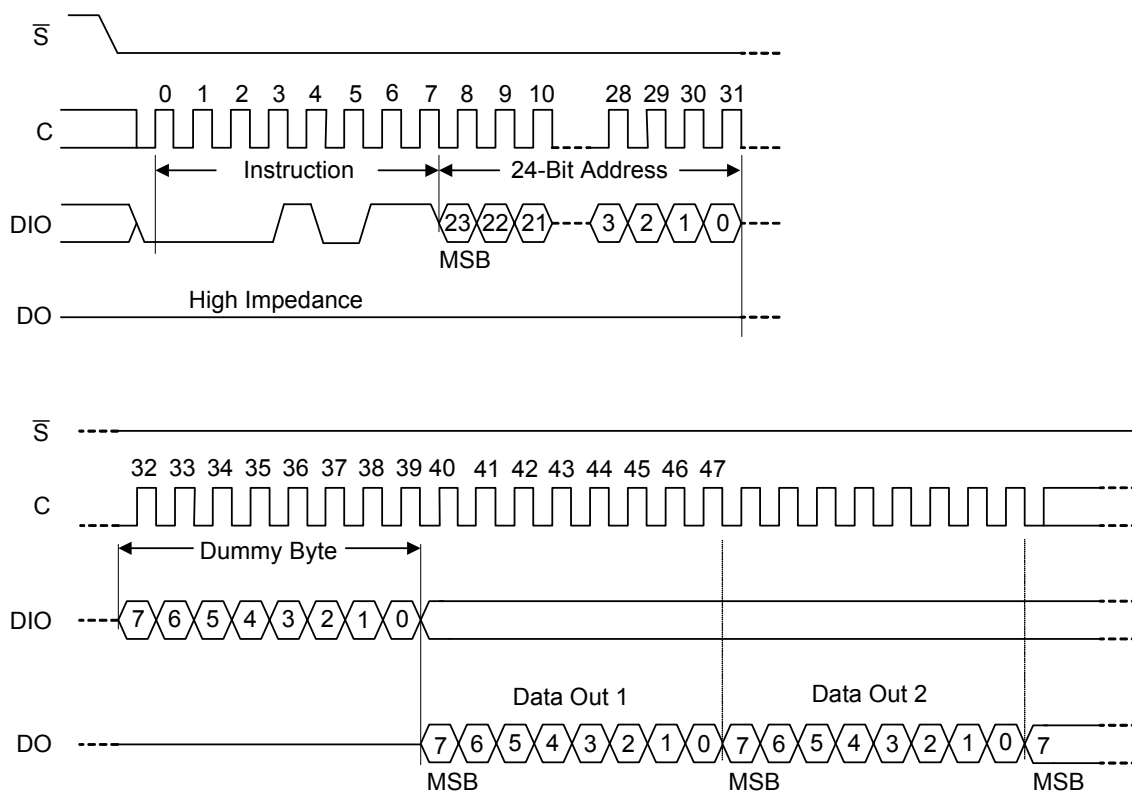 S
0 1 2 3 4 5 6 7 8 9 10 28 29 30 31
C
Instruction 24-Bit Address
DIO 23 22 21 3 2 1 0
MSB
High Impedance
DO
S
32 33 34 35 36 37 38 39 40 41 42 43 44 45 46 47
C
Dummy Byte
DIO 7 6 5 4 3 2 1 0
Data Out 1 Data Out 2
DO 7 6 5 4 3 2 1 0 7 6 5 4 3 2 1 0 7
MSB MSB MSB